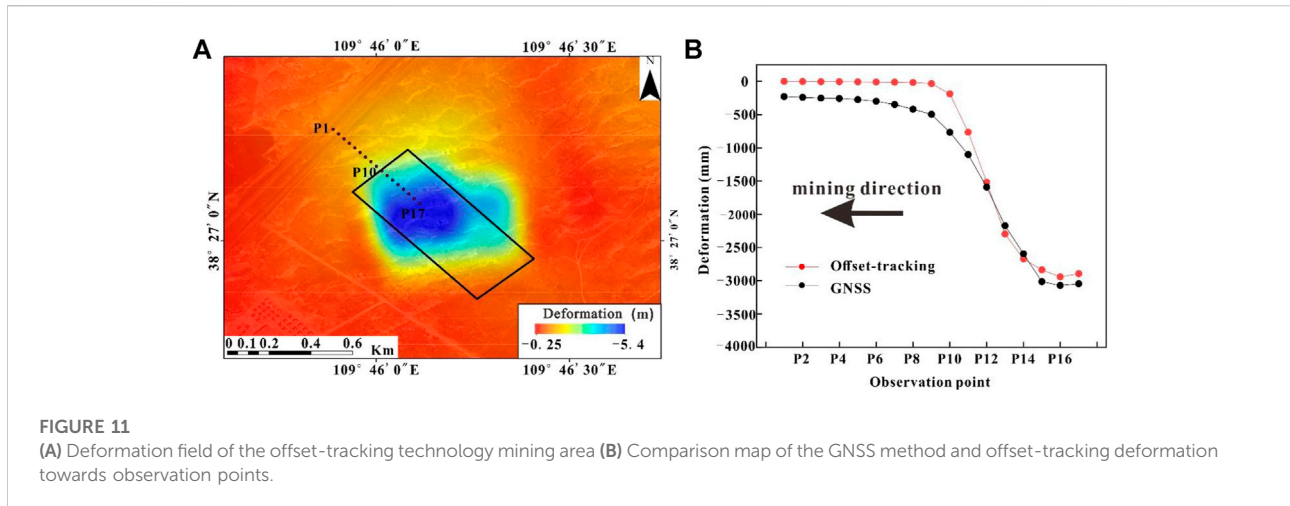 A
109° 46′ 0″E
109° 46′ 30″E
N
P1
P10
P17
38° 27′ 0″N
38° 27′ 0″N
Deformation (m)
-0.25
-5.4
0 0.1 0.2 0.4 0.6
Km
109° 46′ 0″E
109° 46′ 30″E
B
Deformation (mm)
0
-500
-1000
-1500
-2000
-2500
-3000
-3500
-4000
mining direction
Offset-tracking
GNSS
P2 P4 P6 P8 P10 P12 P14 P16
Observation point
FIGURE 11
(A) Deformation field of the offset-tracking technology mining area (B) Comparison map of the GNSS method and offset-tracking deformation
towards observation points.